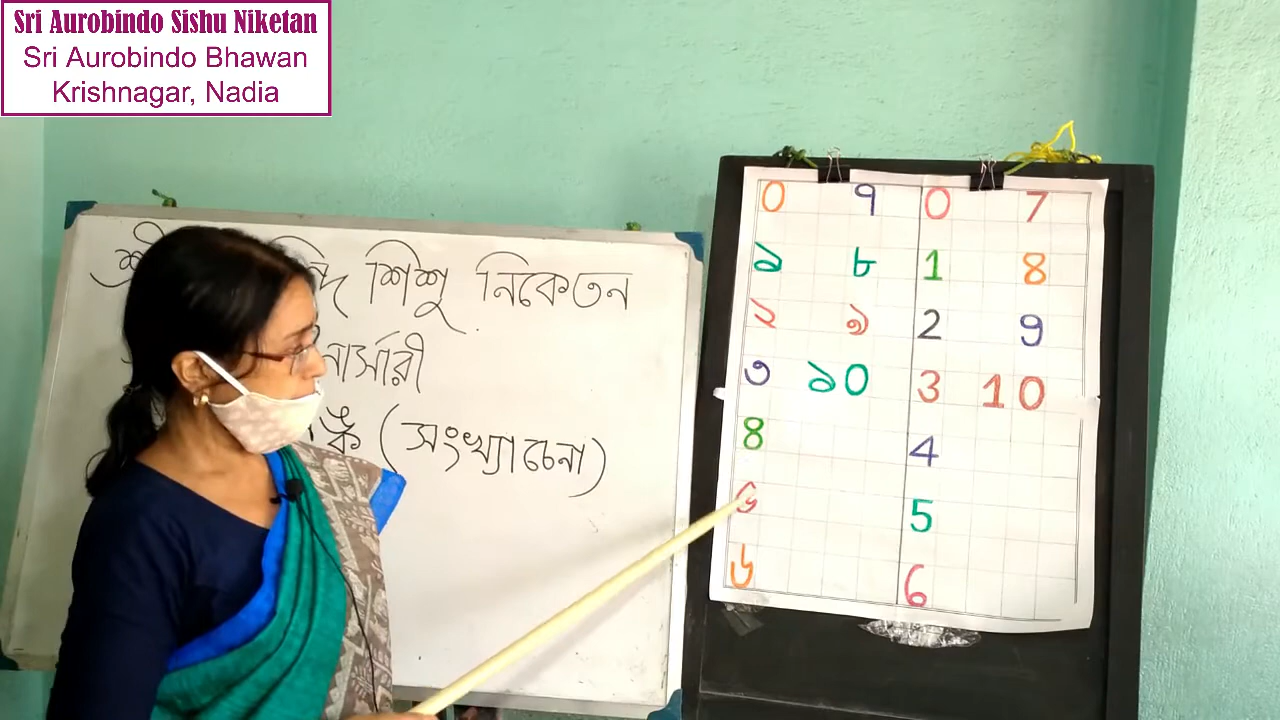 Sri Aurobindo Sishu Niketan
Sri Aurobindo Bhawan
Krishnagar, Nadia
শিশু নিকেতন
নার্সারী
(সংখ্যাচেনা)
০ ৭ 0 7
১ ৮ 1 8
২ ৯ 2 9
৩ ১০ 3 10
৪ 4
৫ 5
৬ 6